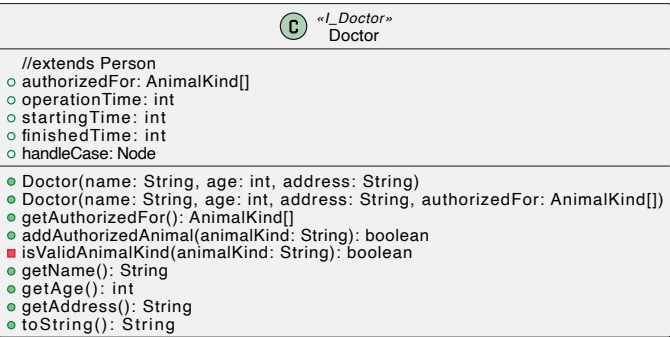 C
«I_Doctor»
Doctor
//extends Person
authorizedFor: AnimalKind[]
operationTime: int
startingTime: int
finishedTime: int
handleCase: Node
Doctor(name: String, age: int, address: String)
Doctor(name: String, age: int, address: String, authorizedFor: AnimalKind[])
getAuthorizedFor(): AnimalKind[]
addAuthorizedAnimal(animalKind: String): boolean
isValidAnimalKind(animalKind: String): boolean
getName(): String
getAge(): int
getAddress(): String
toString(): String